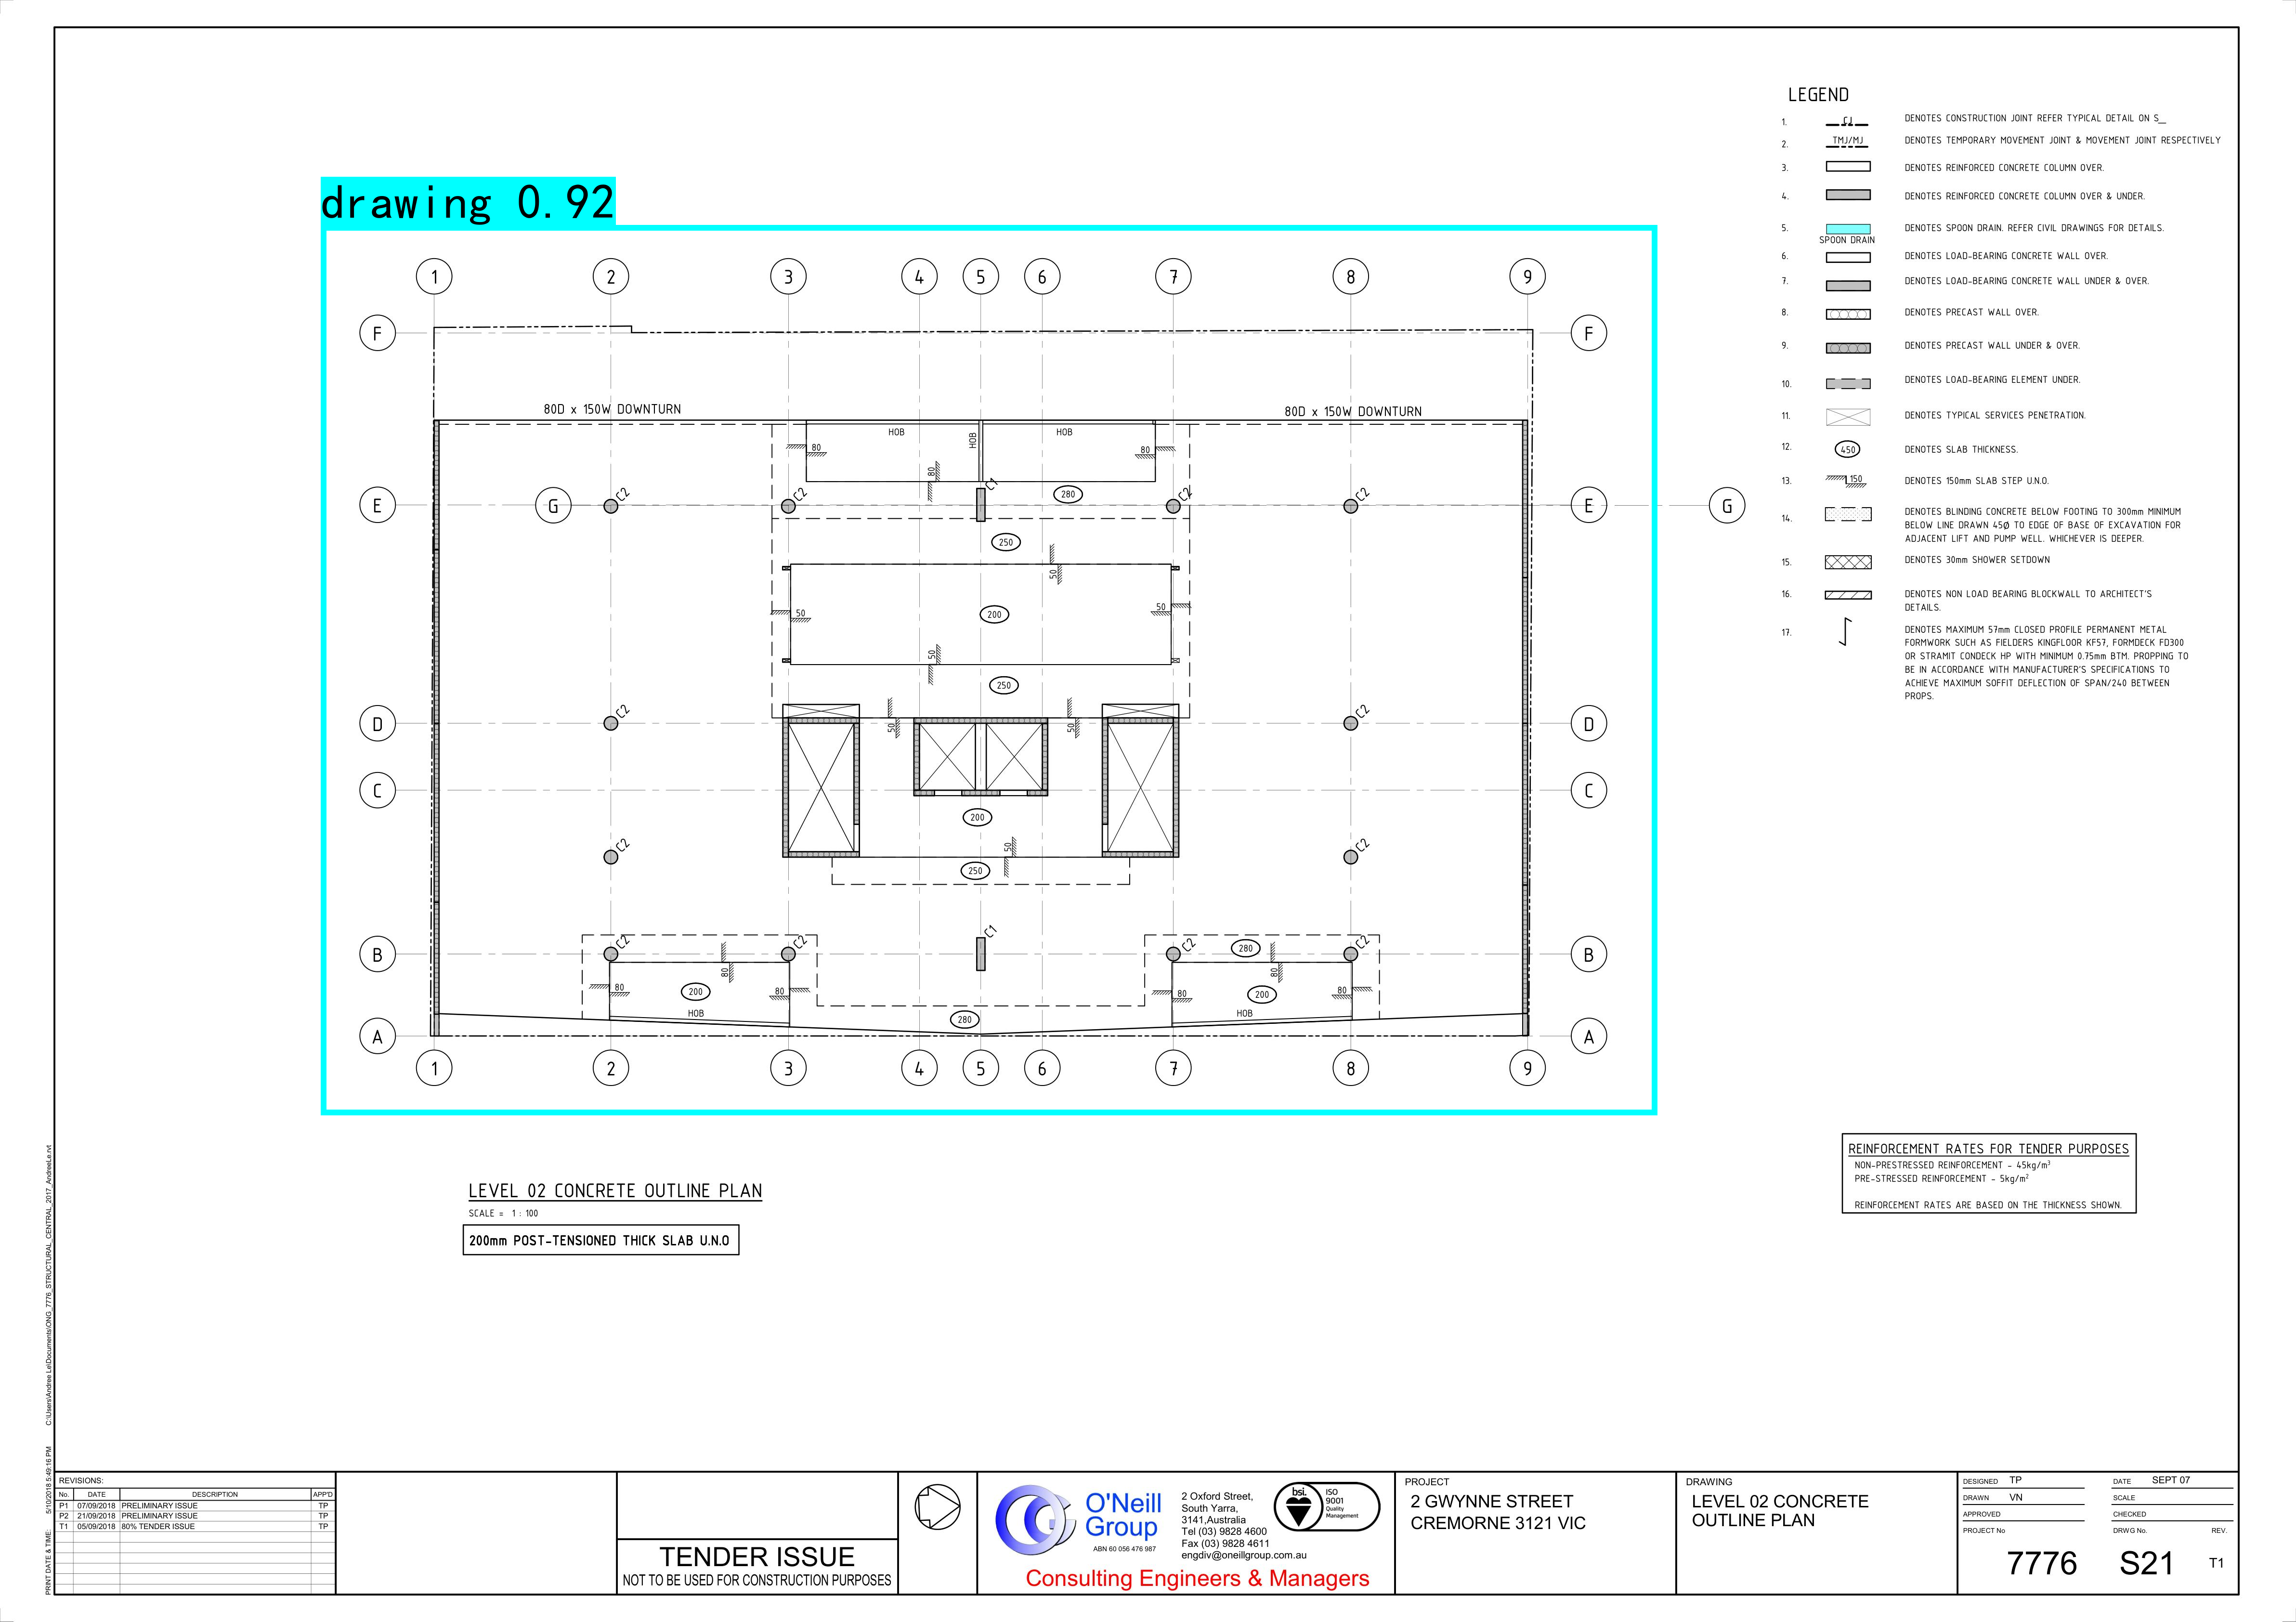 LEGEND
1. CJ DENOTES CONSTRUCTION JOINT REFER TYPICAL DETAIL ON S__
2. TMJ/MJ DENOTES TEMPORARY MOVEMENT JOINT & MOVEMENT JOINT RESPECTIVELY
3. DENOTES REINFORCED CONCRETE COLUMN OVER.
4. DENOTES REINFORCED CONCRETE COLUMN OVER & UNDER.
5. DENOTES SPOON DRAIN. REFER CIVIL DRAWINGS FOR DETAILS.
SPOON DRAIN
6. DENOTES LOAD-BEARING CONCRETE WALL OVER.
7. DENOTES LOAD-BEARING CONCRETE WALL UNDER & OVER.
8. DENOTES PRECAST WALL OVER.
9. DENOTES PRECAST WALL UNDER & OVER.
10. DENOTES LOAD-BEARING ELEMENT UNDER.
11. DENOTES TYPICAL SERVICES PENETRATION.
12. 450 DENOTES SLAB THICKNESS.
13. 150 DENOTES 150mm SLAB STEP U.N.O.
14. DENOTES BLINDING CONCRETE BELOW FOOTING TO 300mm MINIMUM
BELOW LINE DRAWN 45Ø TO EDGE OF BASE OF EXCAVATION FOR
ADJACENT LIFT AND PUMP WELL. WHICHEVER IS DEEPER.
15. DENOTES 30mm SHOWER SETDOWN
16. DENOTES NON LOAD BEARING BLOCKWALL TO ARCHITECT'S
DETAILS.
17. DENOTES MAXIMUM 57mm CLOSED PROFILE PERMANENT METAL
FORMWORK SUCH AS FIELDERS KINGFLOOR KF57, FORMDECK FD300
OR STRAMIT CONDECK HP WITH MINIMUM 0.75mm BTM. PROPPING TO
BE IN ACCORDANCE WITH MANUFACTURER'S SPECIFICATIONS TO
ACHIEVE MAXIMUM SOFFIT DEFLECTION OF SPAN/240 BETWEEN
PROPS.
drawing 0.92
1 2 3 4 5 6 7 8 9
F F
80D x 150W DOWNTURN 80D x 150W DOWNTURN
HOB HOB HOB
80 80
80
C1 280
E G C2 C2 C2 C2 E G
250
50
200
50 50
50
250
D C2 50 50 C2 D
C C
200
C2 50 C2
250
C1
B C2 C2 C2 280 C2 B
80 80
80 200 80 80 200 80
HOB 280 HOB
A A
1 2 3 4 5 6 7 8 9
LEVEL 02 CONCRETE OUTLINE PLAN
SCALE = 1 : 100
200mm POST-TENSIONED THICK SLAB U.N.O
REINFORCEMENT RATES FOR TENDER PURPOSES
NON-PRESTRESSED REINFORCEMENT - 45kg/m³
PRE-STRESSED REINFORCEMENT - 5kg/m²
REINFORCEMENT RATES ARE BASED ON THE THICKNESS SHOWN.
PRINT DATE & TIME: 5/10/2018 5:49:16 PM C:\Users\Andree Le\Documents\ONG_7776_STRUCTURAL_CENTRAL_2017_AndreeLe.rvt
REVISIONS:
No. DATE DESCRIPTION APP'D
P1 07/09/2018 PRELIMINARY ISSUE TP
P2 21/09/2018 PRELIMINARY ISSUE TP
T1 05/09/2018 80% TENDER ISSUE TP
TENDER ISSUE
NOT TO BE USED FOR CONSTRUCTION PURPOSES
O'Neill
Group
ABN 60 056 476 987
2 Oxford Street,
South Yarra,
3141,Australia
Tel (03) 9828 4600
Fax (03) 9828 4611
engdiv@oneillgroup.com.au
bsi. ISO
9001
Quality
Management
Consulting Engineers & Managers
PROJECT
2 GWYNNE STREET
CREMORNE 3121 VIC
DRAWING
LEVEL 02 CONCRETE
OUTLINE PLAN
DESIGNED TP DATE SEPT 07
DRAWN VN SCALE
APPROVED CHECKED
PROJECT No DRWG No. REV.
7776 S21 T1